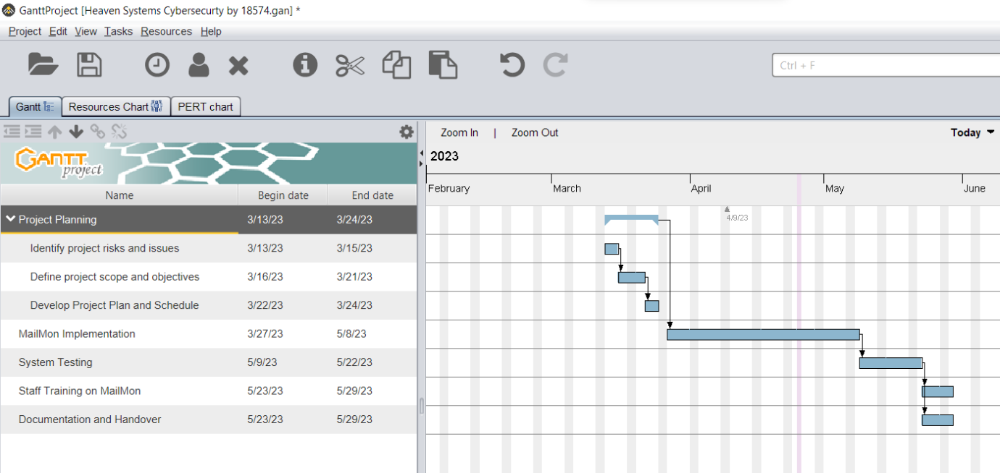 GanttProject [Heaven Systems Cybersecurty by 18574.gan] *
Project Edit View Tasks Resources Help
Ctrl + F
Gantt Resources Chart PERT chart
Zoom In | Zoom Out Today
GANTT project
2023
February March April May June
Name Begin date End date
4/9/23
Project Planning 3/13/23 3/24/23
Identify project risks and issues 3/13/23 3/15/23
Define project scope and objectives 3/16/23 3/21/23
Develop Project Plan and Schedule 3/22/23 3/24/23
MailMon Implementation 3/27/23 5/8/23
System Testing 5/9/23 5/22/23
Staff Training on MailMon 5/23/23 5/29/23
Documentation and Handover 5/23/23 5/29/23